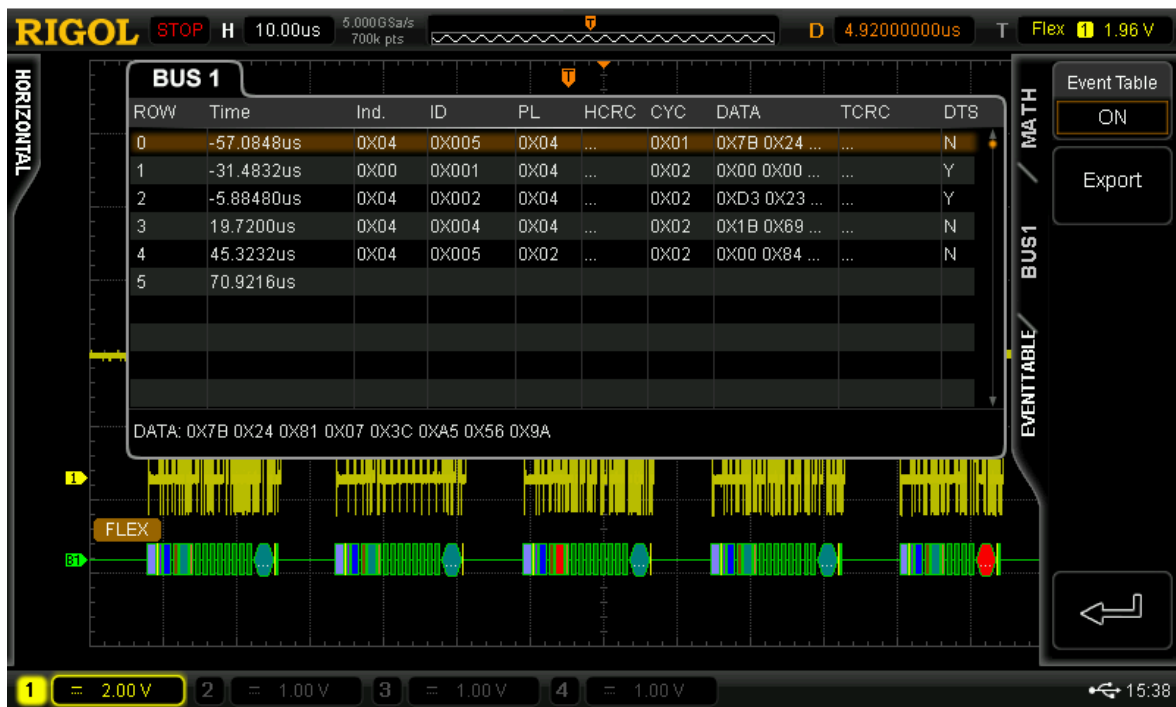 RIGOL STOP H 10.00us 5.000GSa/s 700k pts T D 4.92000000us T Flex 1 1.96 V
HORIZONTAL
BUS 1
T
ROW Time Ind. ID PL HCRC CYC DATA TCRC DTS
0 -57.0848us 0X04 0X005 0X04 ... 0X01 0X7B 0X24 ... ... N
1 -31.4832us 0X00 0X001 0X04 ... 0X02 0X00 0X00 ... ... Y
2 -5.88480us 0X04 0X002 0X04 ... 0X02 0XD3 0X23 ... ... Y
3 19.7200us 0X04 0X004 0X04 ... 0X02 0X1B 0X69 ... ... N
4 45.3232us 0X04 0X005 0X02 ... 0X02 0X00 0X84 ... ... N
5 70.9216us
DATA: 0X7B 0X24 0X81 0X07 0X3C 0XA5 0X56 0X9A
MATH
BUS1
EVENTTABLE
Event Table
ON
Export
1
FLEX
B1
... ... ... ... ...
1 = 2.00 V 2 = 1.00 V 3 = 1.00 V 4 = 1.00 V 15:38